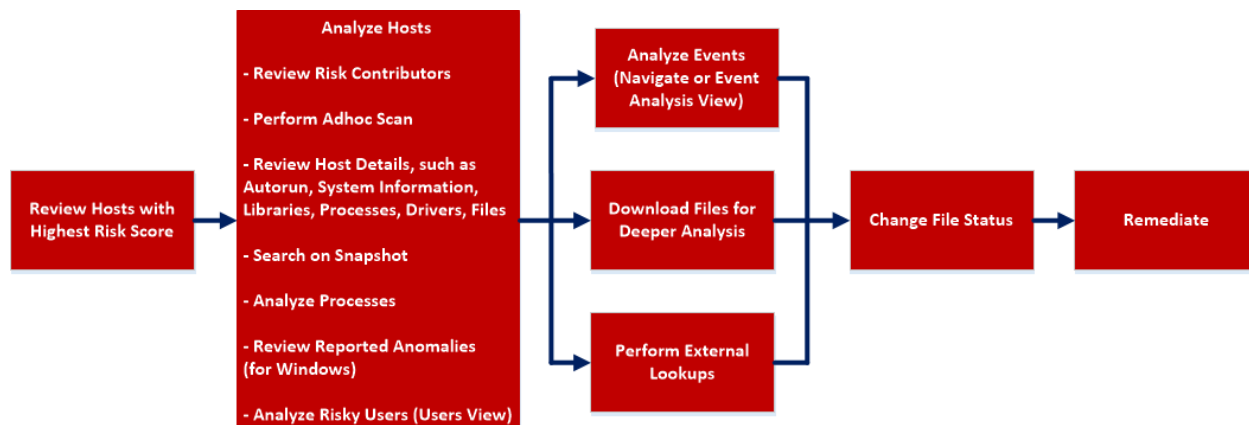 Review Hosts with
Highest Risk Score
Analyze Hosts
- Review Risk Contributors
- Perform Adhoc Scan
- Review Host Details, such as
Autorun, System Information,
Libraries, Processes, Drivers, Files
- Search on Snapshot
- Analyze Processes
- Review Reported Anomalies
(for Windows)
- Analyze Risky Users (Users View)
Analyze Events
(Navigate or Event
Analysis View)
Download Files for
Deeper Analysis
Perform External
Lookups
Change File Status
Remediate